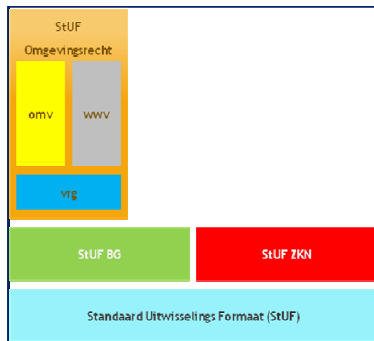 StUF
Omgevingsrecht
omv
wwv
vrg
StUF BG
StUF ZKN
Standaard Uitwisselings Formaat (StUF)